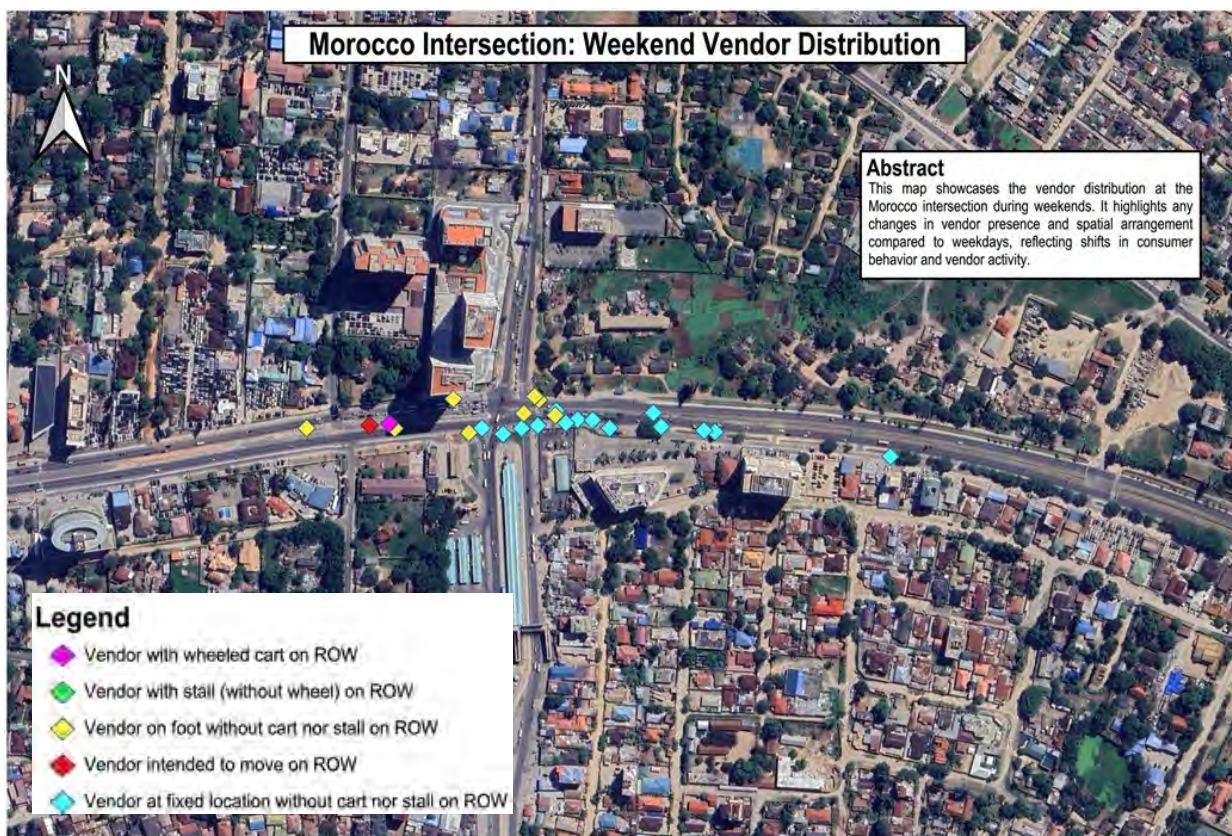 Morocco Intersection: Weekend Vendor Distribution
N
Abstract
This map showcases the vendor distribution at the
Morocco intersection during weekends. It highlights any
changes in vendor presence and spatial arrangement
compared to weekdays, reflecting shifts in consumer
behavior and vendor activity.
Legend
Vendor with wheeled cart on ROW
Vendor with stall (without wheel) on ROW
Vendor on foot without cart nor stall on ROW
Vendor intended to move on ROW
Vendor at fixed location without cart nor stall on ROW